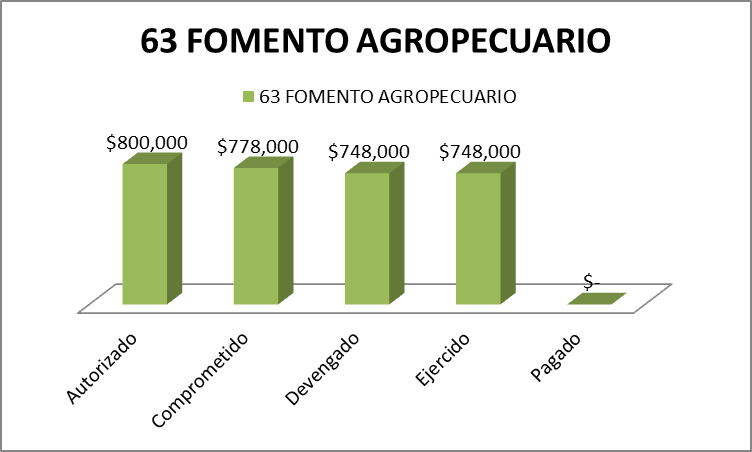 63 FOMENTO AGROPECUARIO
63 FOMENTO AGROPECUARIO
$800,000
$778,000
$748,000
$748,000
$-
Autorizado
Comprometido
Devengado
Ejercido
Pagado